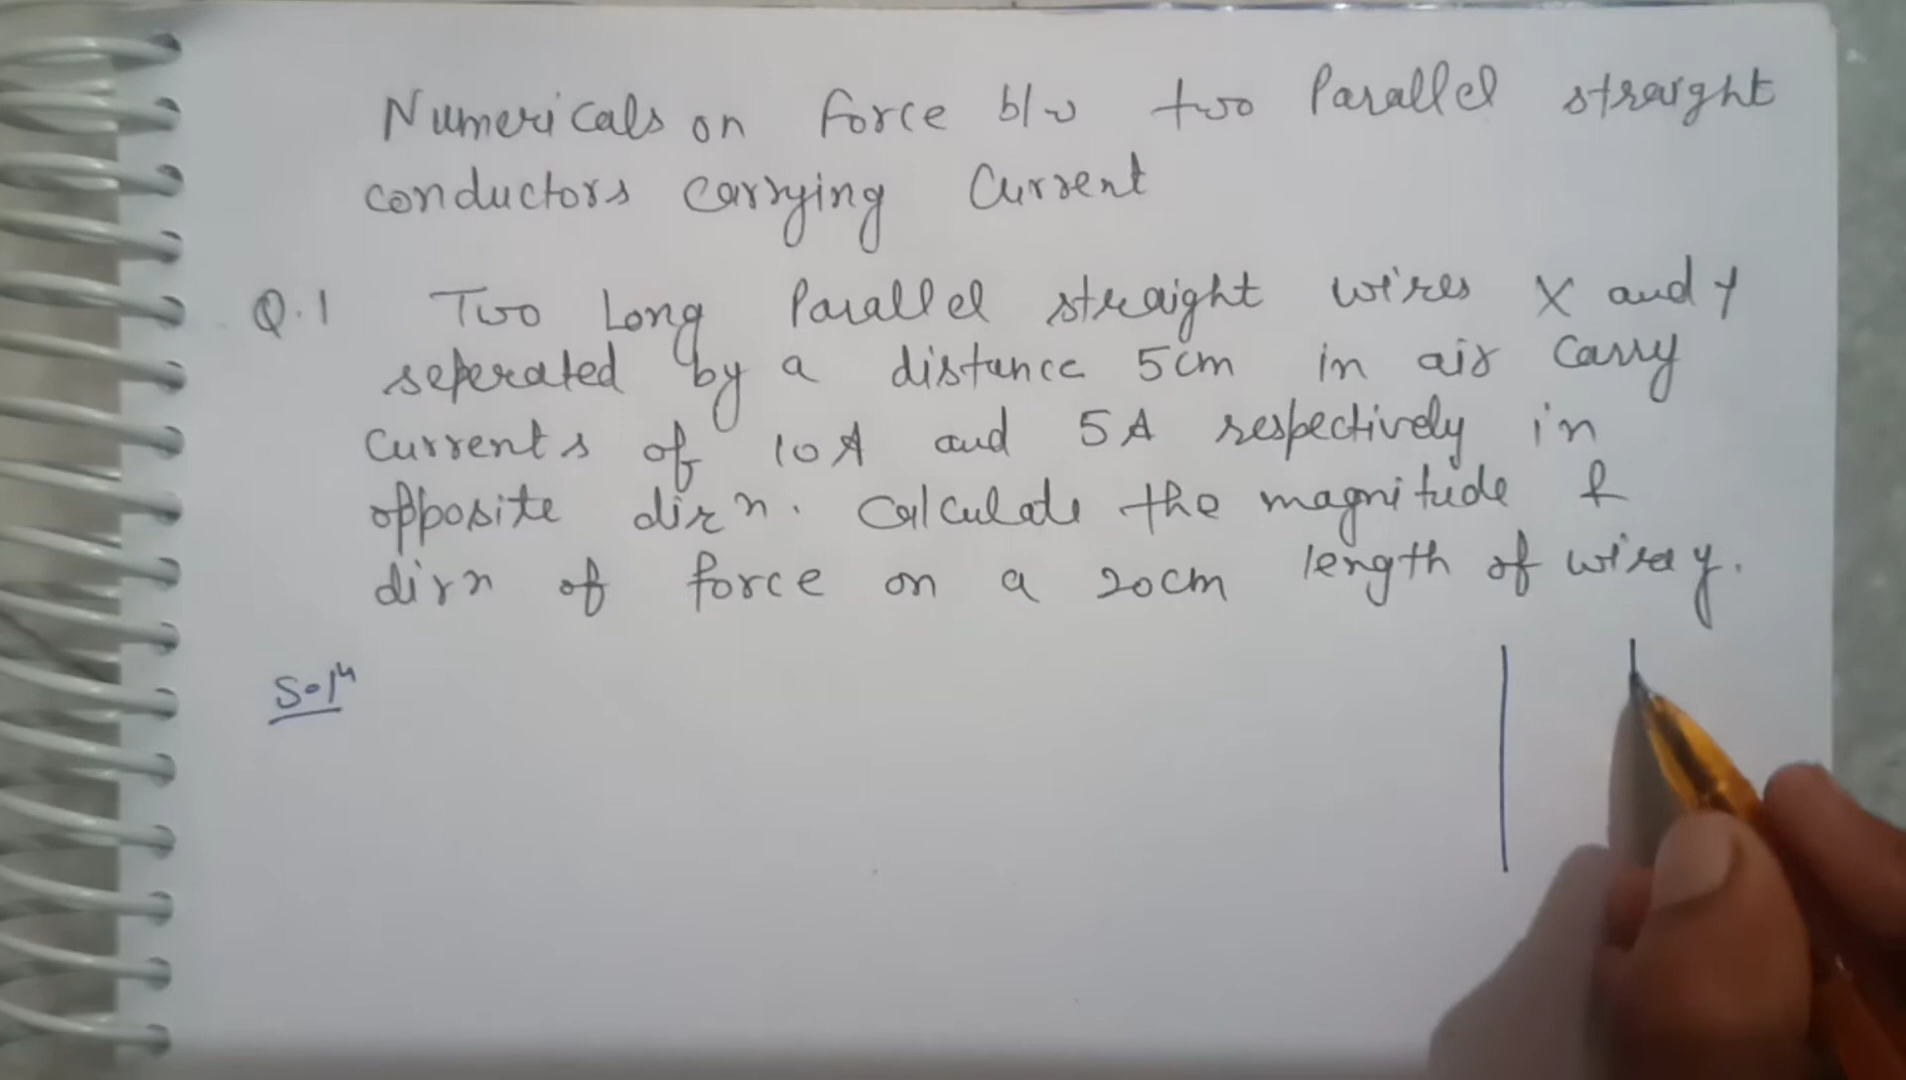 Numericals on force b/w two Parallel straight
conductors carrying Current
Q.1 Two Long Parallel straight wires X and Y
seperated by a distance 5cm in air carry
Currents of 10A and 5A respectively in
opposite dirn. Calculate the magnitude &
dirn of force on a 20cm length of wire y.
Soln